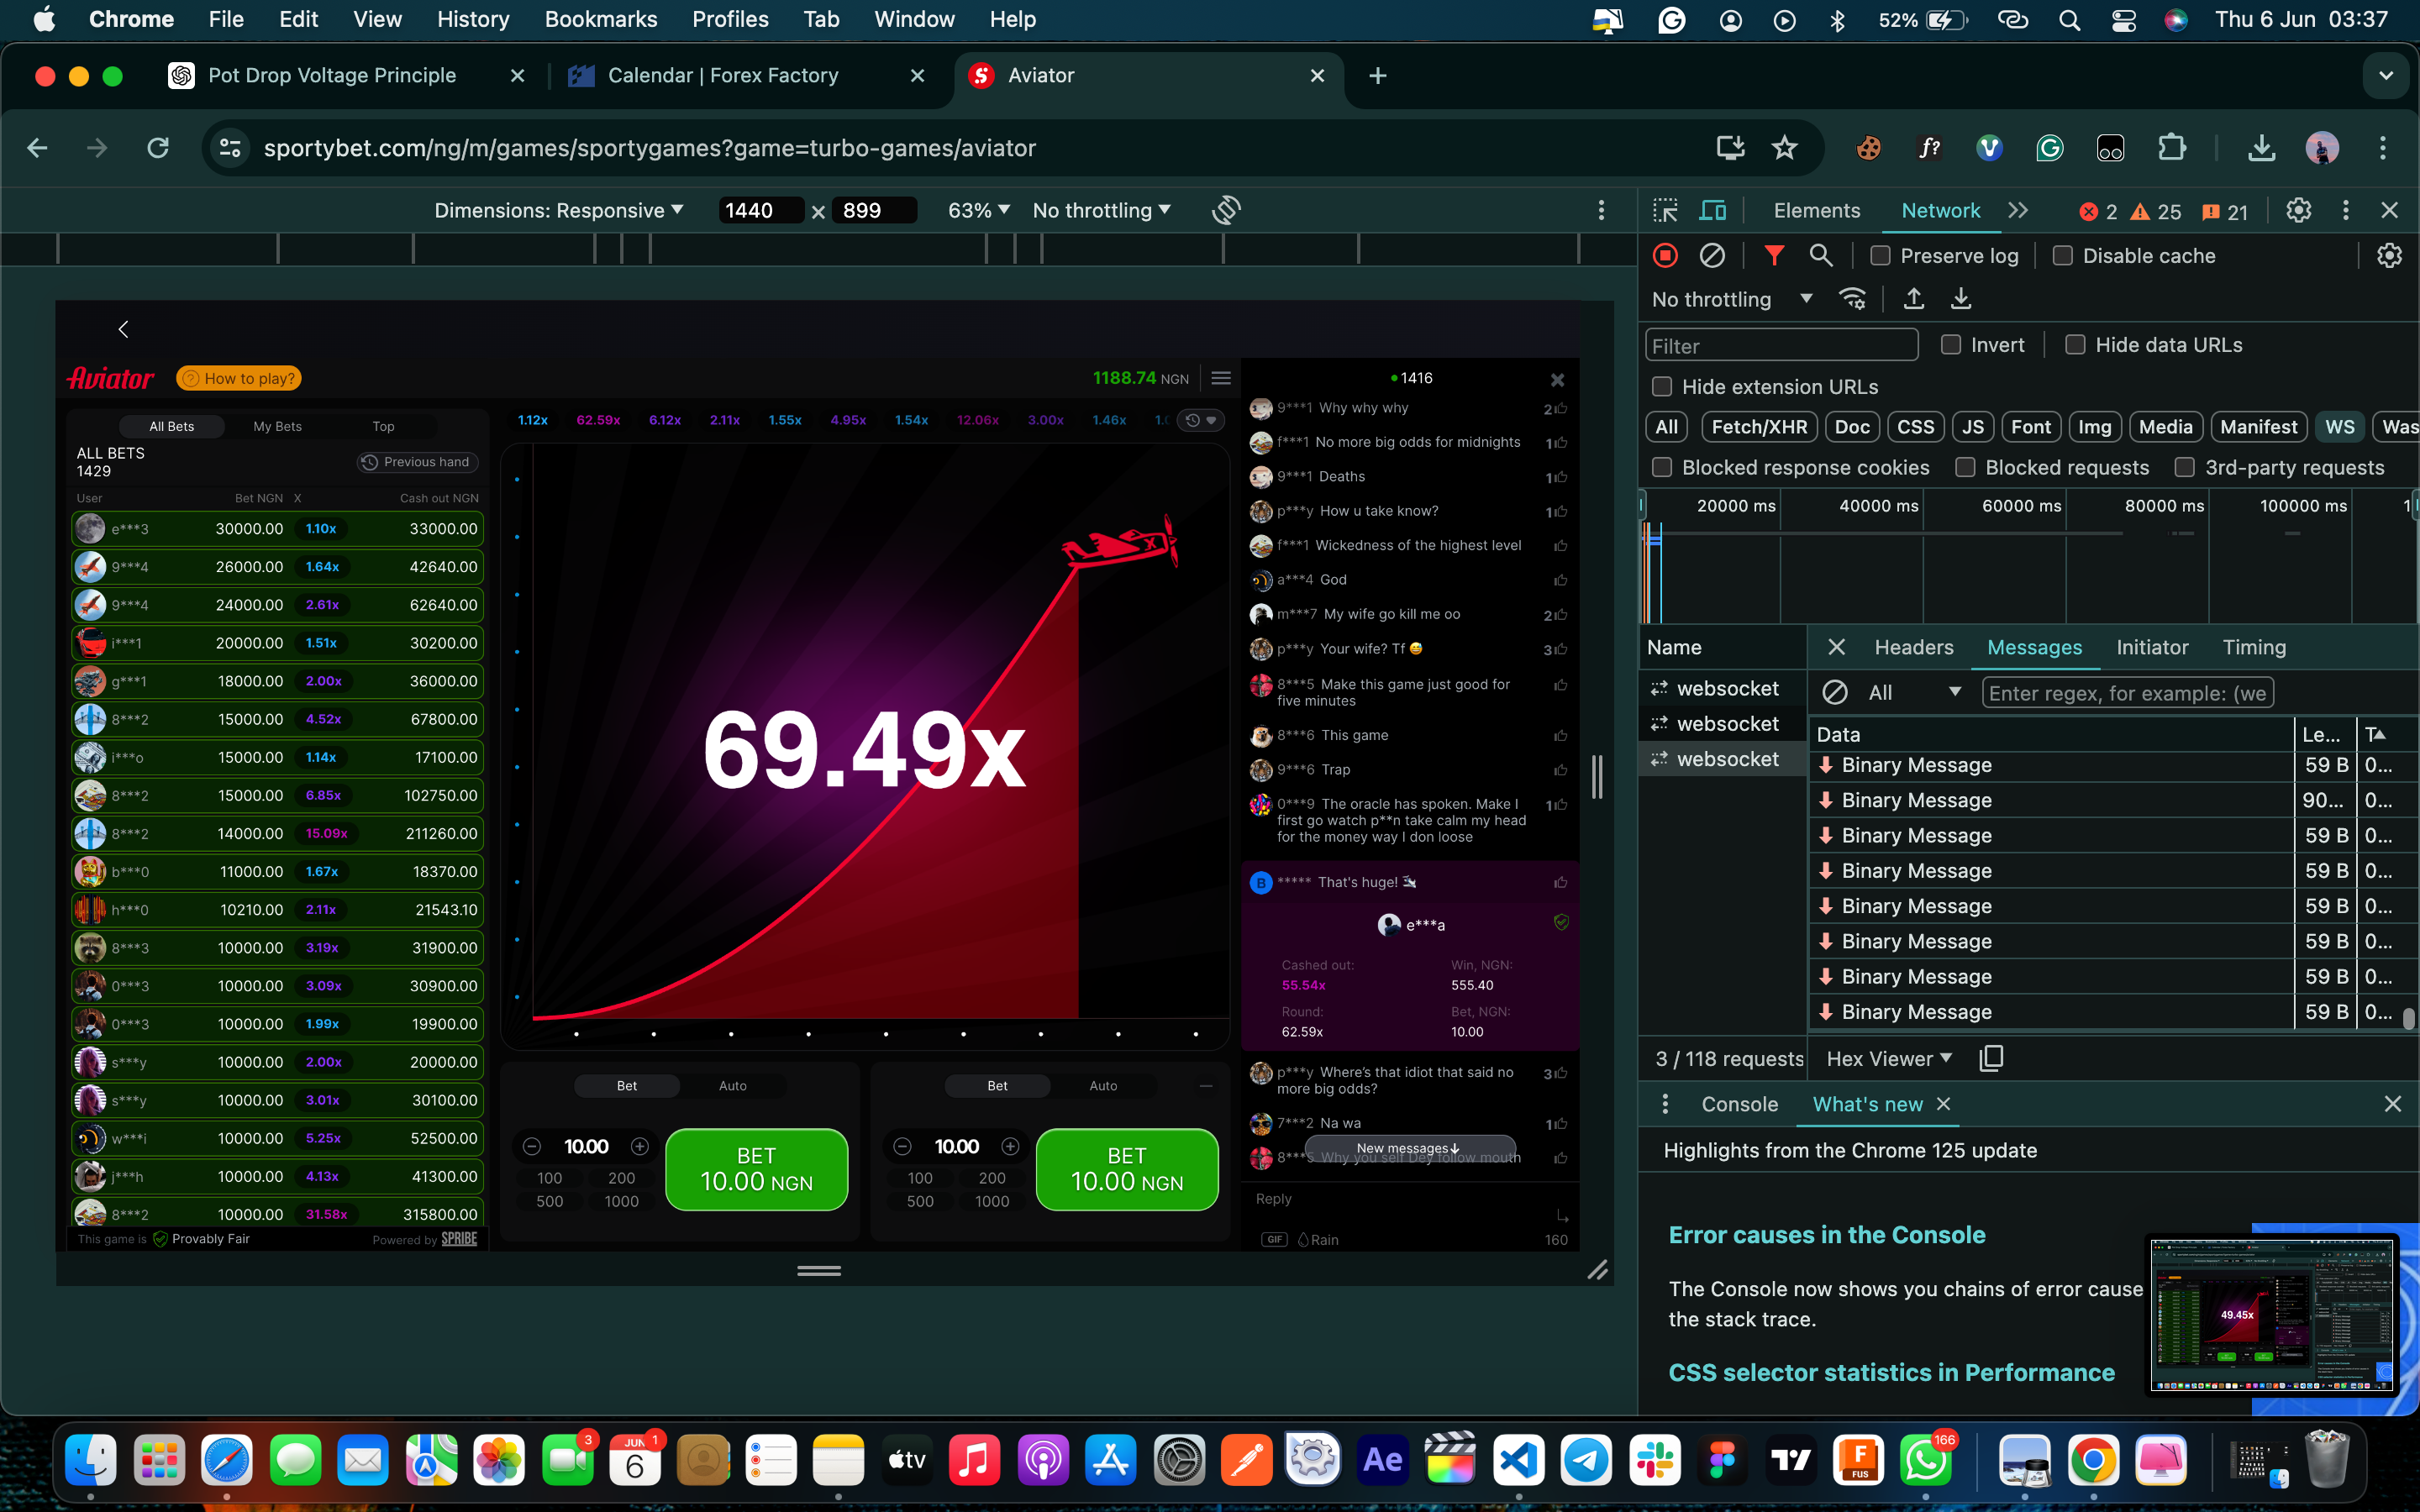 Chrome File Edit View History Bookmarks Profiles Tab Window Help 52% Thu 6 Jun 03:37
Pot Drop Voltage Principle
Calendar | Forex Factory
Aviator
sportybet.com/ng/m/games/sportygames?game=turbo-games/aviator
Dimensions: Responsive 1440 x 899 63% No throttling
Aviator
How to play?
1188.74 NGN
All Bets My Bets Top
ALL BETS
1429
Previous hand
User Bet NGN X Cash out NGN
e***3 30000.00 1.10x 33000.00
9***4 26000.00 1.64x 42640.00
9***4 24000.00 2.61x 62640.00
i***1 20000.00 1.51x 30200.00
g***1 18000.00 2.00x 36000.00
8***2 15000.00 4.52x 67800.00
i***o 15000.00 1.14x 17100.00
8***2 15000.00 6.85x 102750.00
8***2 14000.00 15.09x 211260.00
b***0 11000.00 1.67x 18370.00
h***0 10210.00 2.11x 21543.10
8***3 10000.00 3.19x 31900.00
0***3 10000.00 3.09x 30900.00
0***3 10000.00 1.99x 19900.00
s***y 10000.00 2.00x 20000.00
s***y 10000.00 3.01x 30100.00
w***i 10000.00 5.25x 52500.00
j***h 10000.00 4.13x 41300.00
8***2 10000.00 31.58x 315800.00
This game is Provably Fair Powered by SPRIBE
1.12x 62.59x 6.12x 2.11x 1.55x 4.95x 1.54x 12.06x 3.00x 1.46x
69.49x
Bet Auto
10.00
100 200
500 1000
BET
10.00 NGN
Bet Auto
10.00
100 200
500 1000
BET
10.00 NGN
1416
9***1 Why why why 2
f***1 No more big odds for midnights 1
9***1 Deaths 1
p***y How u take know? 1
f***1 Wickedness of the highest level
a***4 God
m***7 My wife go kill me oo 2
p***y Your wife? Tf 😅 3
8***5 Make this game just good for
five minutes
8***6 This game
9***6 Trap
0***9 The oracle has spoken. Make I 1
first go watch p**n take calm my head
for the money way I don loose
B ***** That's huge!
e***a
Cashed out: Win, NGN:
55.54x 555.40
Round: Bet, NGN:
62.59x 10.00
p***y Where's that idiot that said no 3
more big odds?
7***2 Na wa 1
New messages
8***5 Why you self Dey follow mouth
Reply
GIF Rain 160
Elements Network 2 25 21
Preserve log Disable cache
No throttling
Filter Invert Hide data URLs
Hide extension URLs
All Fetch/XHR Doc CSS JS Font Img Media Manifest WS Was
Blocked response cookies Blocked requests 3rd-party requests
20000 ms 40000 ms 60000 ms 80000 ms 100000 ms 1
Name
websocket
websocket
websocket
Headers Messages Initiator Timing
All Enter regex, for example: (we
Data Le... T
Binary Message 59 B 0...
Binary Message 90... 0...
Binary Message 59 B 0...
Binary Message 59 B 0...
Binary Message 59 B 0...
Binary Message 59 B 0...
Binary Message 59 B 0...
Binary Message 59 B 0...
3 / 118 requests Hex Viewer
Console What's new
Highlights from the Chrome 125 update
Error causes in the Console
The Console now shows you chains of error cause
the stack trace.
CSS selector statistics in Performance
49.45x
3
JUN 1
6
tv
Ae
F
FUS
166